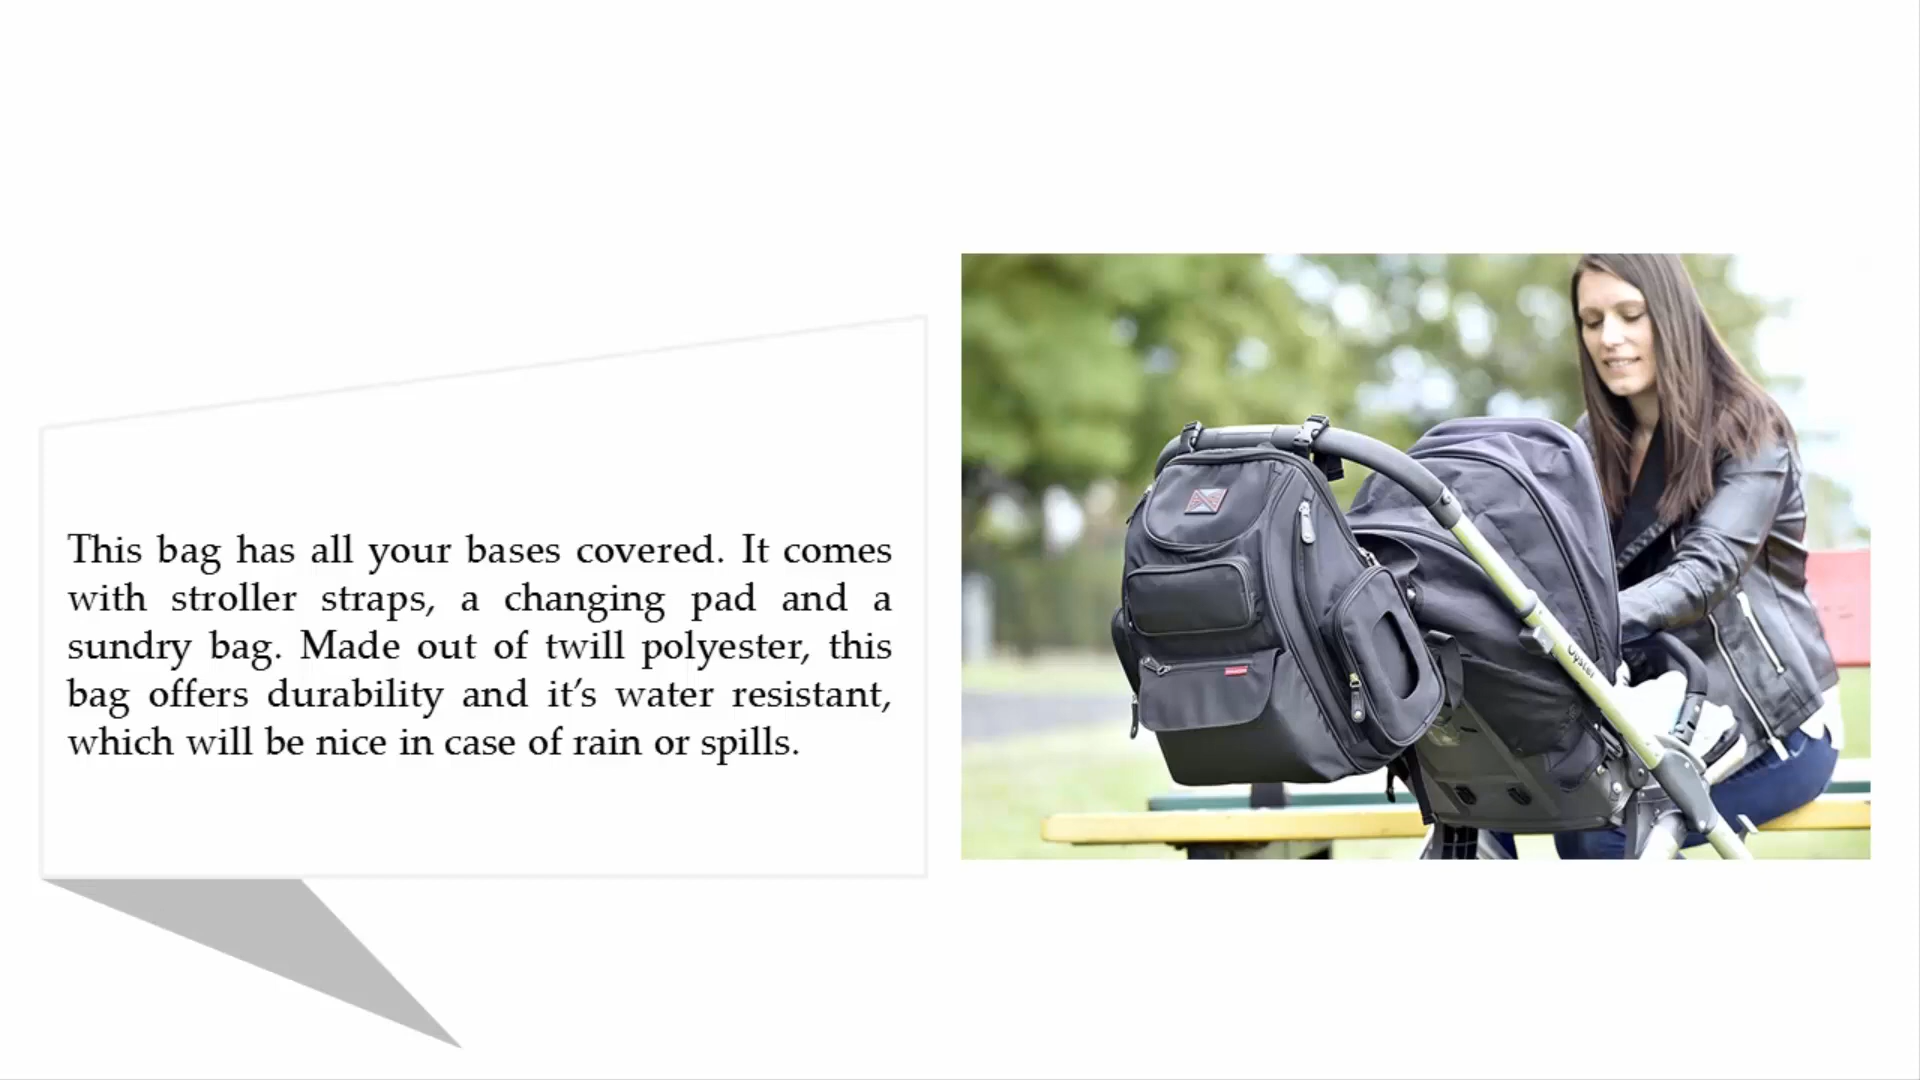 This bag has all your bases covered. It comes
with stroller straps, a changing pad and a
sundry bag. Made out of twill polyester, this
bag offers durability and it’s water resistant,
which will be nice in case of rain or spills.
Oyster